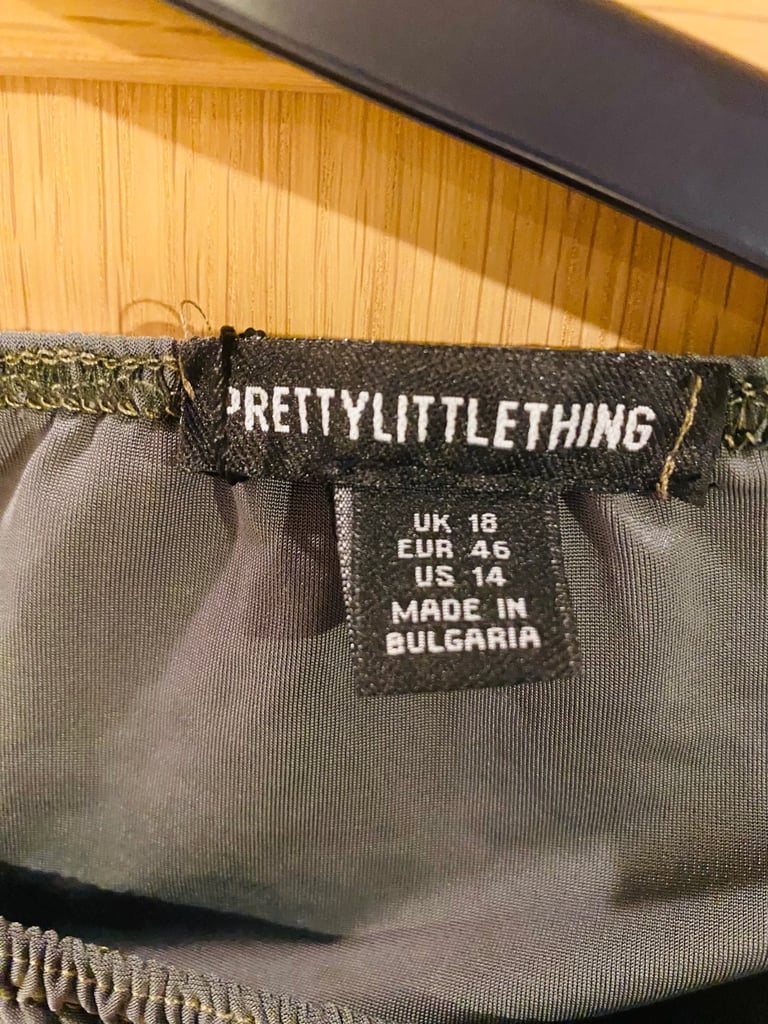 PRETTYLITTLETHING
UK 18
EUR 46
US 14
MADE IN
BULGARIA